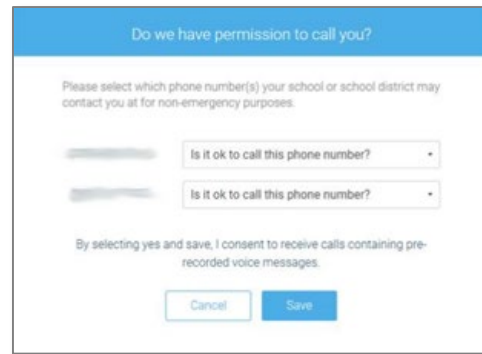 Do we have permission to call you?
Please select which phone number(s) your school or school district may
contact you at for non-emergency purposes.
Is it ok to call this phone number?
Is it ok to call this phone number?
By selecting yes and save, I consent to receive calls containing pre-
recorded voice messages.
Cancel Save